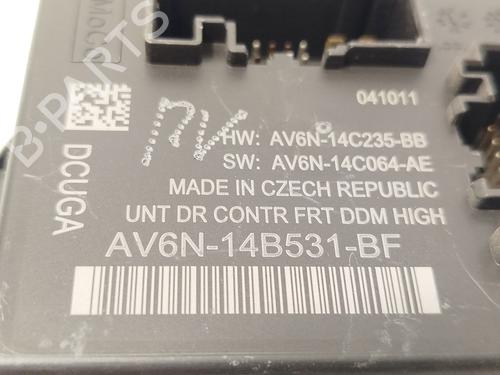 041011
HW: AV6N-14C235-BB
SW: AV6N-14C064-AE
MADE IN CZECH REPUBLIC
UNT DR CONTR FRT DDM HIGH
AV6N-14B531-BF
DCUGA
B-PARTS